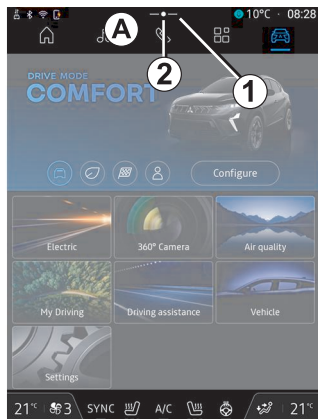 A
10°C · 08:28
2
1
DRIVE MODE
COMFORT
Configure
Electric
360° Camera
Air quality
My Driving
Driving assistance
Vehicle
Settings
21°C
3
SYNC
A/C
21°C